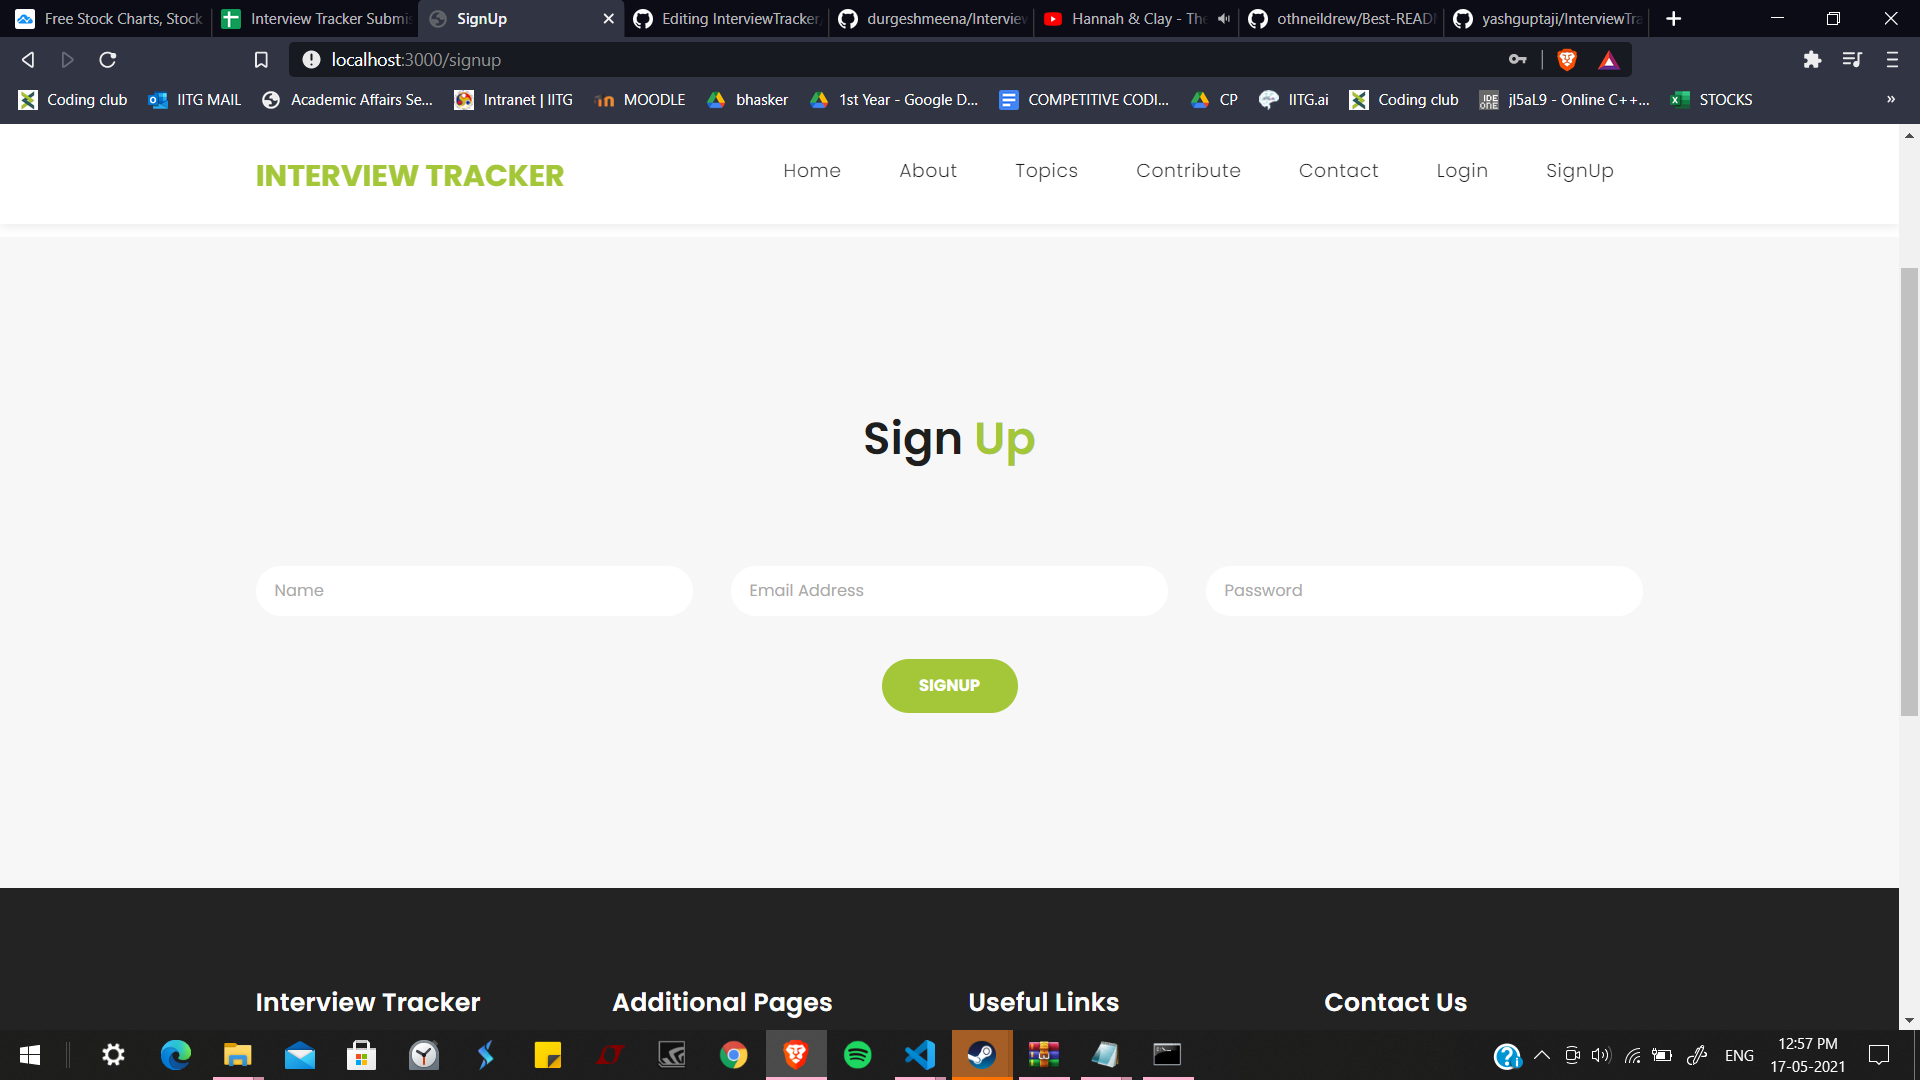 Free Stock Charts, Stock
Interview Tracker Submis
SignUp
Editing InterviewTracker/
durgeshmeena/Interview
Hannah & Clay - The
othneildrew/Best-READM
yashguptaji/InterviewTra
localhost:3000/signup
Coding club
IITG MAIL
Academic Affairs Se...
Intranet | IITG
MOODLE
bhasker
1st Year - Google D...
COMPETITIVE CODI...
CP
IITG.ai
Coding club
jl5aL9 - Online C++...
STOCKS
»
INTERVIEW TRACKER
Home
About
Topics
Contribute
Contact
Login
SignUp
Sign Up
Name
Email Address
Password
SIGNUP
Interview Tracker
Additional Pages
Useful Links
Contact Us
ENG
12:57 PM
17-05-2021